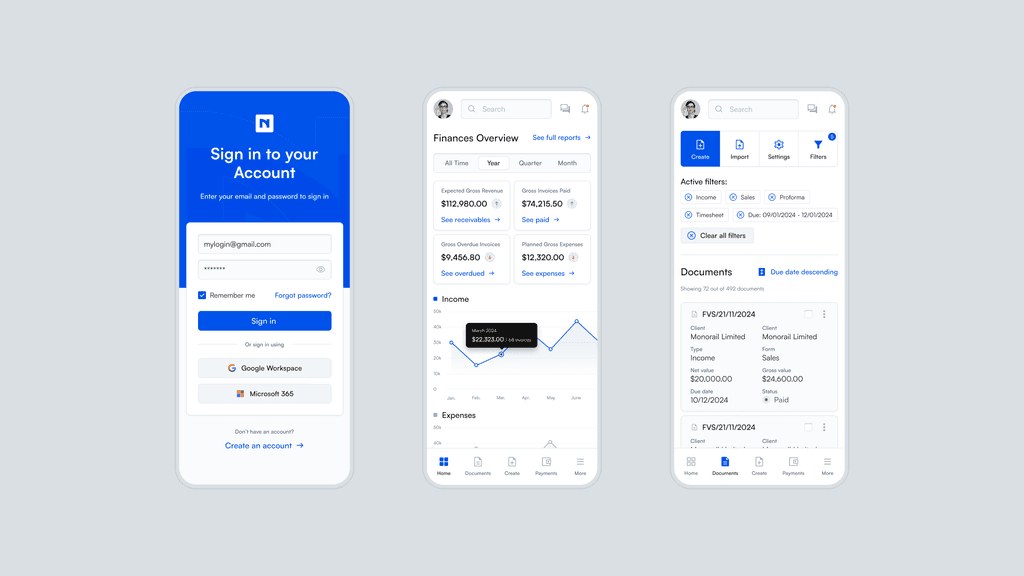 N
Sign in to your
Account
Enter your email and password to sign in
mylogin@gmail.com
*******
Remember me
Forgot password?
Sign in
Or sign in using
Google Workspace
Microsoft 365
Don't have an account?
Create an account →
Search
Finances Overview
See full reports →
All Time Year Quarter Month
Expected Gross Revenue
$112,980.00 ↑
See receivables →
Gross Invoices Paid
$74,215.50 ↑
See paid →
Gross Overdue Invoices
$9,456.80 ↓
See overdued →
Planned Gross Expenses
$12,320.00 ↓
See expenses →
Income
50k
40k
30k
20k
10k
0
March 2024
$22,323.00 / 68 invoices
Jan. Feb. Mar. Apr. May. June
Expenses
50k
40k
Home Documents Create Payments More
Search
Create Import Settings Filters
5
Active filters:
Income Sales Proforma
Timesheet Due: 09/01/2024 - 12/01/2024
Clear all filters
Documents
Due date descending
Showing 72 out of 492 documents
FVS/21/11/2024
Client Client
Monorail Limited Monorail Limited
Type Form
Income Sales
Net value Gross value
$20,000.00 $24,600.00
Due date Status
10/12/2024 Paid
FVS/21/11/2024
Client Client
Home Documents Create Payments More